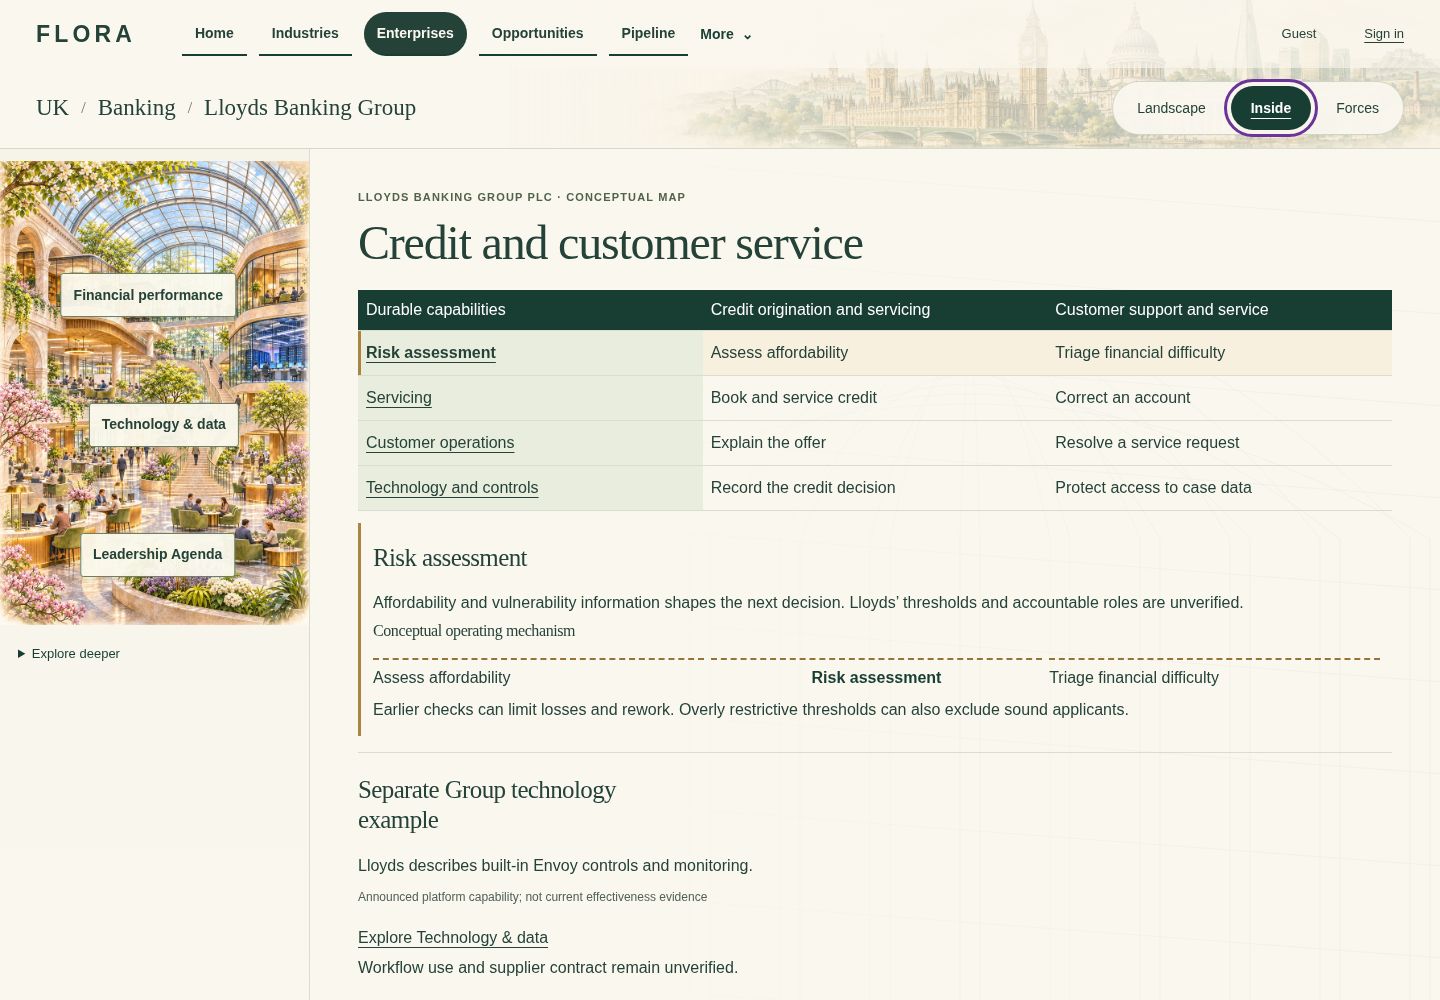 FLORA
Home
Industries
Enterprises
Opportunities
Pipeline
More
Guest
Sign in
UK / Banking / Lloyds Banking Group
Landscape
Inside
Forces
Financial performance
Technology & data
Leadership Agenda
Explore deeper
LLOYDS BANKING GROUP PLC · CONCEPTUAL MAP
Credit and customer service
Durable capabilities Credit origination and servicing Customer support and service
Risk assessment Assess affordability Triage financial difficulty
Servicing Book and service credit Correct an account
Customer operations Explain the offer Resolve a service request
Technology and controls Record the credit decision Protect access to case data
Risk assessment
Affordability and vulnerability information shapes the next decision. Lloyds’ thresholds and accountable roles are unverified.
Conceptual operating mechanism
Assess affordability Risk assessment Triage financial difficulty
Earlier checks can limit losses and rework. Overly restrictive thresholds can also exclude sound applicants.
Separate Group technology
example
Lloyds describes built-in Envoy controls and monitoring.
Announced platform capability; not current effectiveness evidence
Explore Technology & data
Workflow use and supplier contract remain unverified.